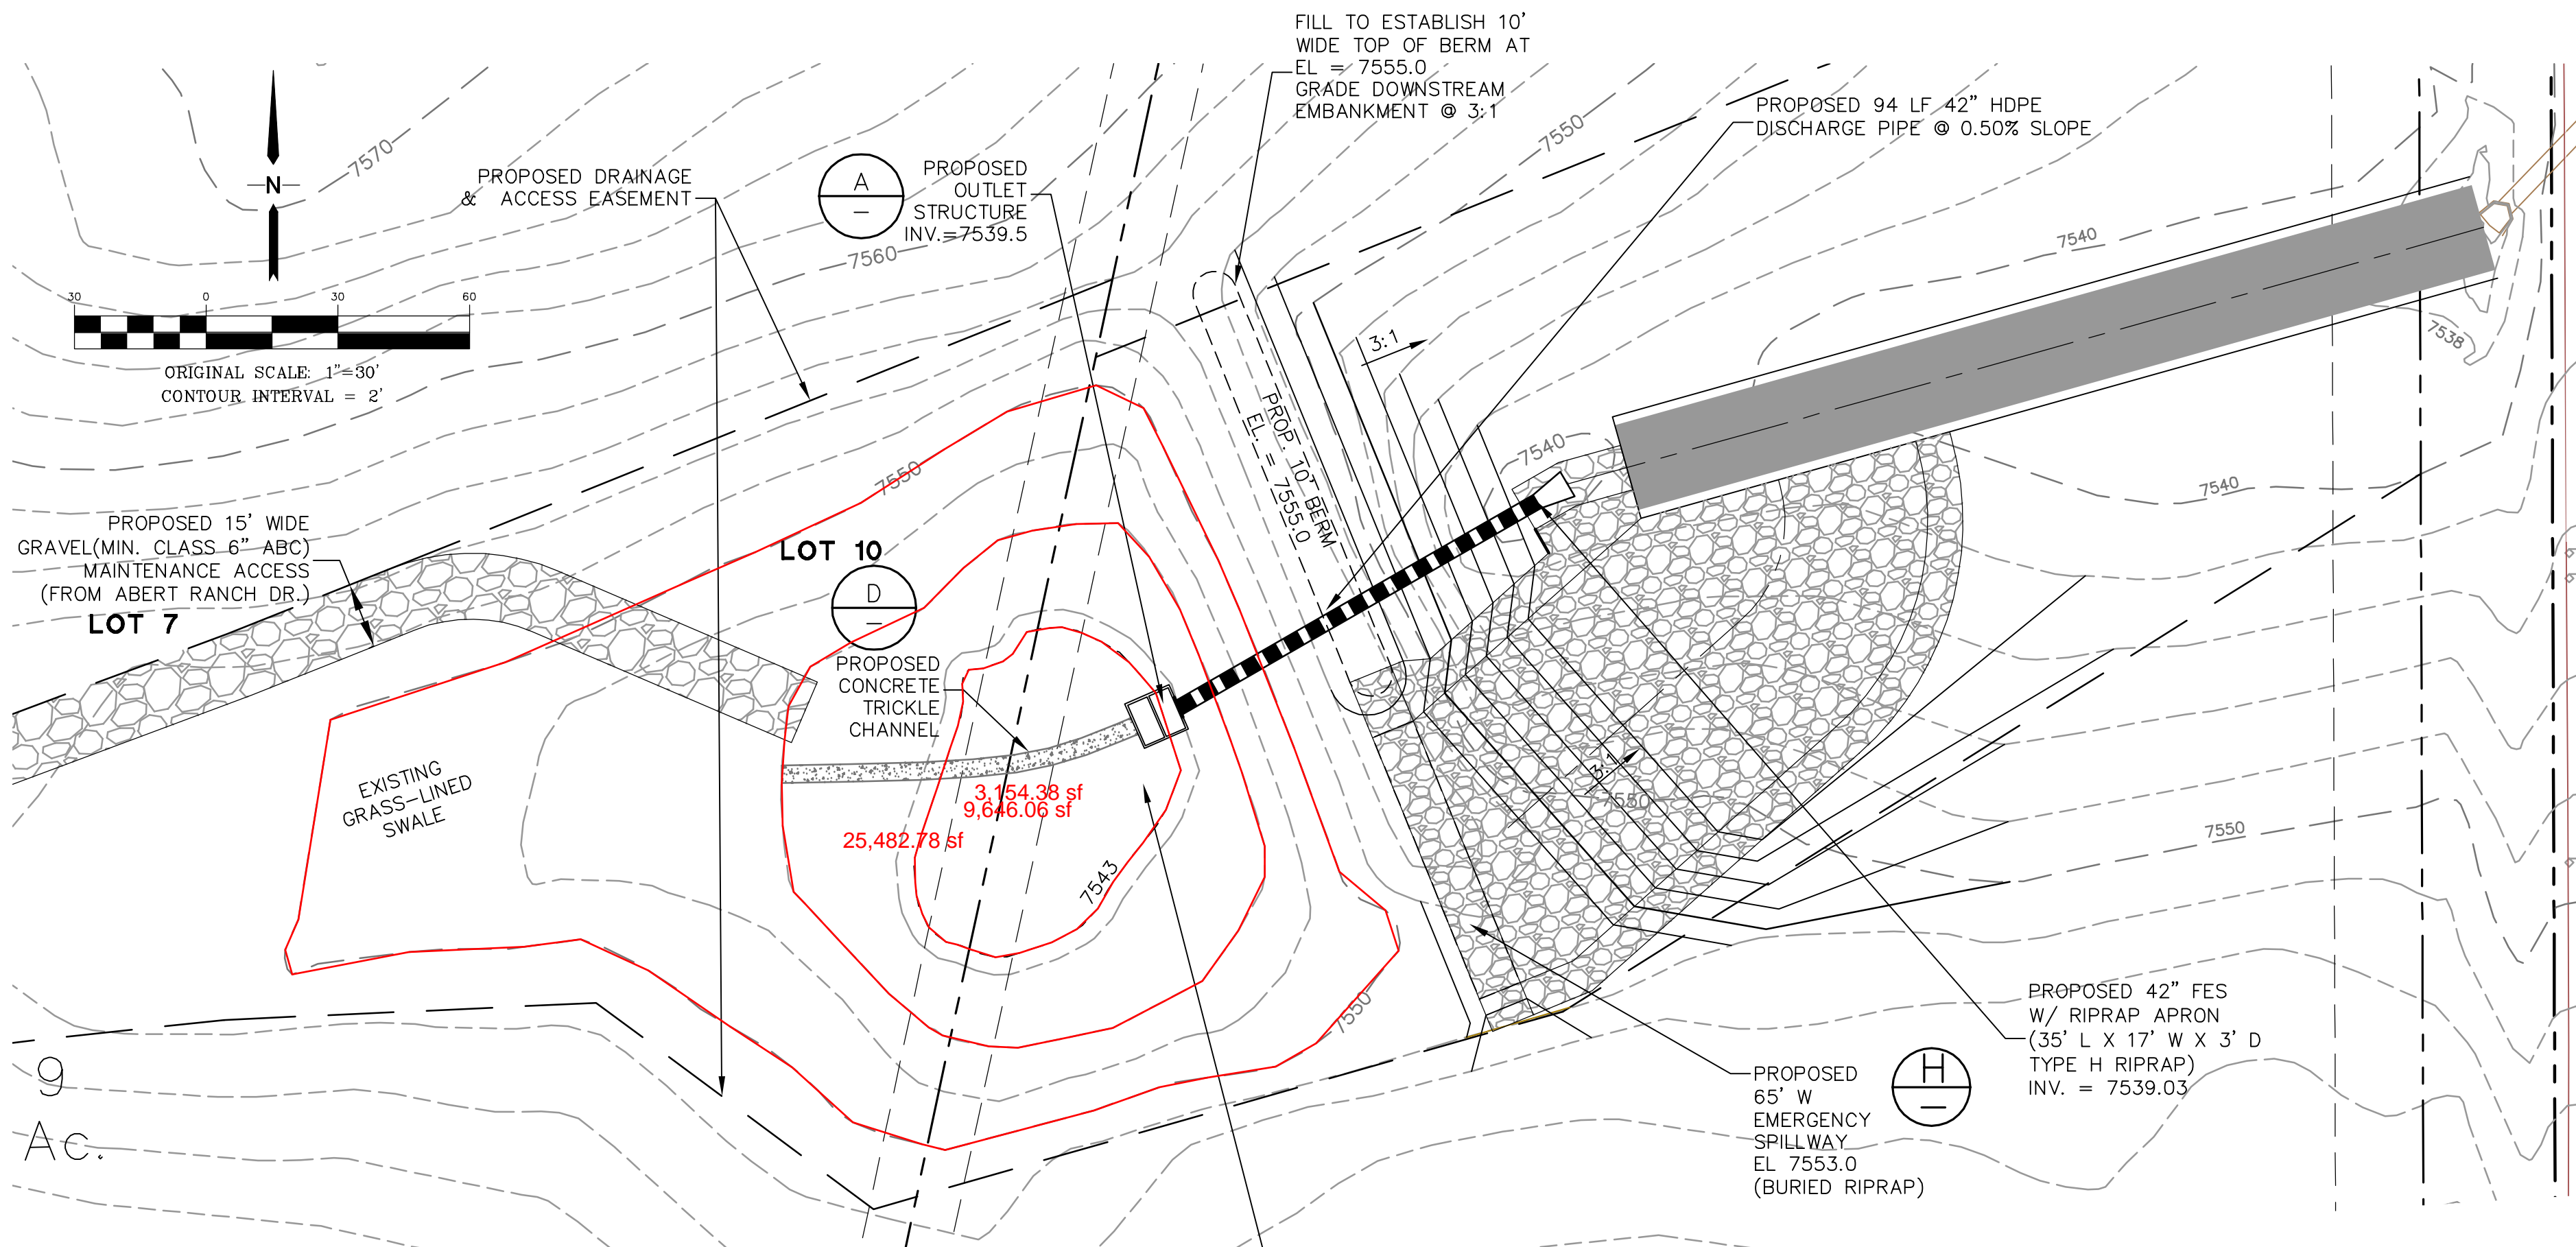 FILL TO ESTABLISH 10'
WIDE TOP OF BERM AT
EL = 7555.0
GRADE DOWNSTREAM
EMBANKMENT @ 3:1
PROPOSED 94 LF 42" HDPE
DISCHARGE PIPE @ 0.50% SLOPE
7550
7570
PROPOSED DRAINAGE
& ACCESS EASEMENT
A
–
PROPOSED
OUTLET
STRUCTURE
INV.=7539.5
N
7560
7540
30 0 30 60
ORIGINAL SCALE: 1"=30'
CONTOUR INTERVAL = 2'
3:1
7538
PROP. 10' BERM
EL. = 7555.0
7540
7550
7540
PROPOSED 15' WIDE
GRAVEL(MIN. CLASS 6" ABC)
MAINTENANCE ACCESS
(FROM ABERT RANCH DR.)
LOT 7
LOT 10
D
–
PROPOSED
CONCRETE
TRICKLE
CHANNEL
EXISTING
GRASS-LINED
SWALE
3,154.38 sf
9,646.06 sf
25,482.78 sf
7543
3:1
7550
7550
7550
PROPOSED 42" FES
W/ RIPRAP APRON
(35' L X 17' W X 3' D
TYPE H RIPRAP)
INV. = 7539.03
H
–
PROPOSED
65' W
EMERGENCY
SPILLWAY
EL 7553.0
(BURIED RIPRAP)
9
Ac.